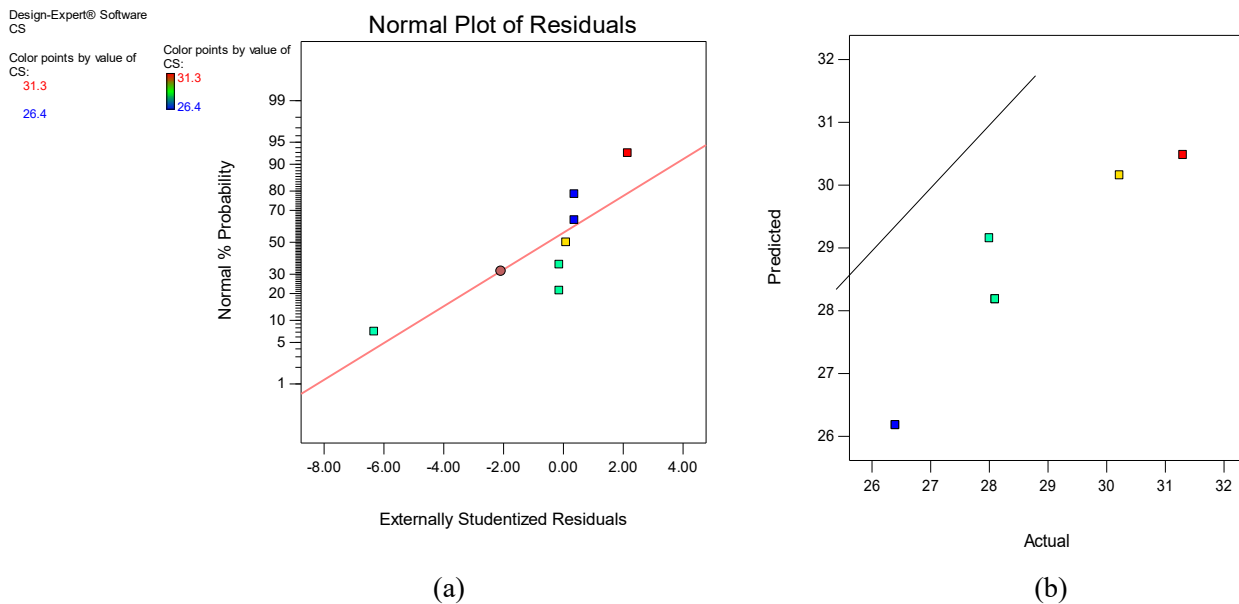 Design-Expert® Software
CS
Color points by value of
CS:
31.3
26.4
Color points by value of
CS:
31.3
26.4
Normal Plot of Residuals
Normal % Probability
99
95
90
80
70
50
30
20
10
5
1
-8.00 -6.00 -4.00 -2.00 0.00 2.00 4.00
Externally Studentized Residuals
(a)
Predicted
32
31
30
29
28
27
26
26 27 28 29 30 31 32
Actual
(b)